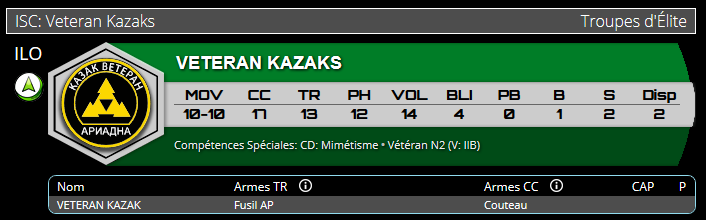 ISC: Veteran Kazaks Troupes d'Élite
ILO
КАЗАК ВЕТЕРАН
АРИАДНА
VETERAN KAZAKS
MOV CC TR PH VOL BLI PB B S Disp
10-10 17 13 12 14 4 0 1 2 2
Compétences Spéciales: CD: Mimétisme • Vétéran N2 (V: IIB)
Nom Armes TR Armes CC CAP P
VETERAN KAZAK Fusil AP Couteau